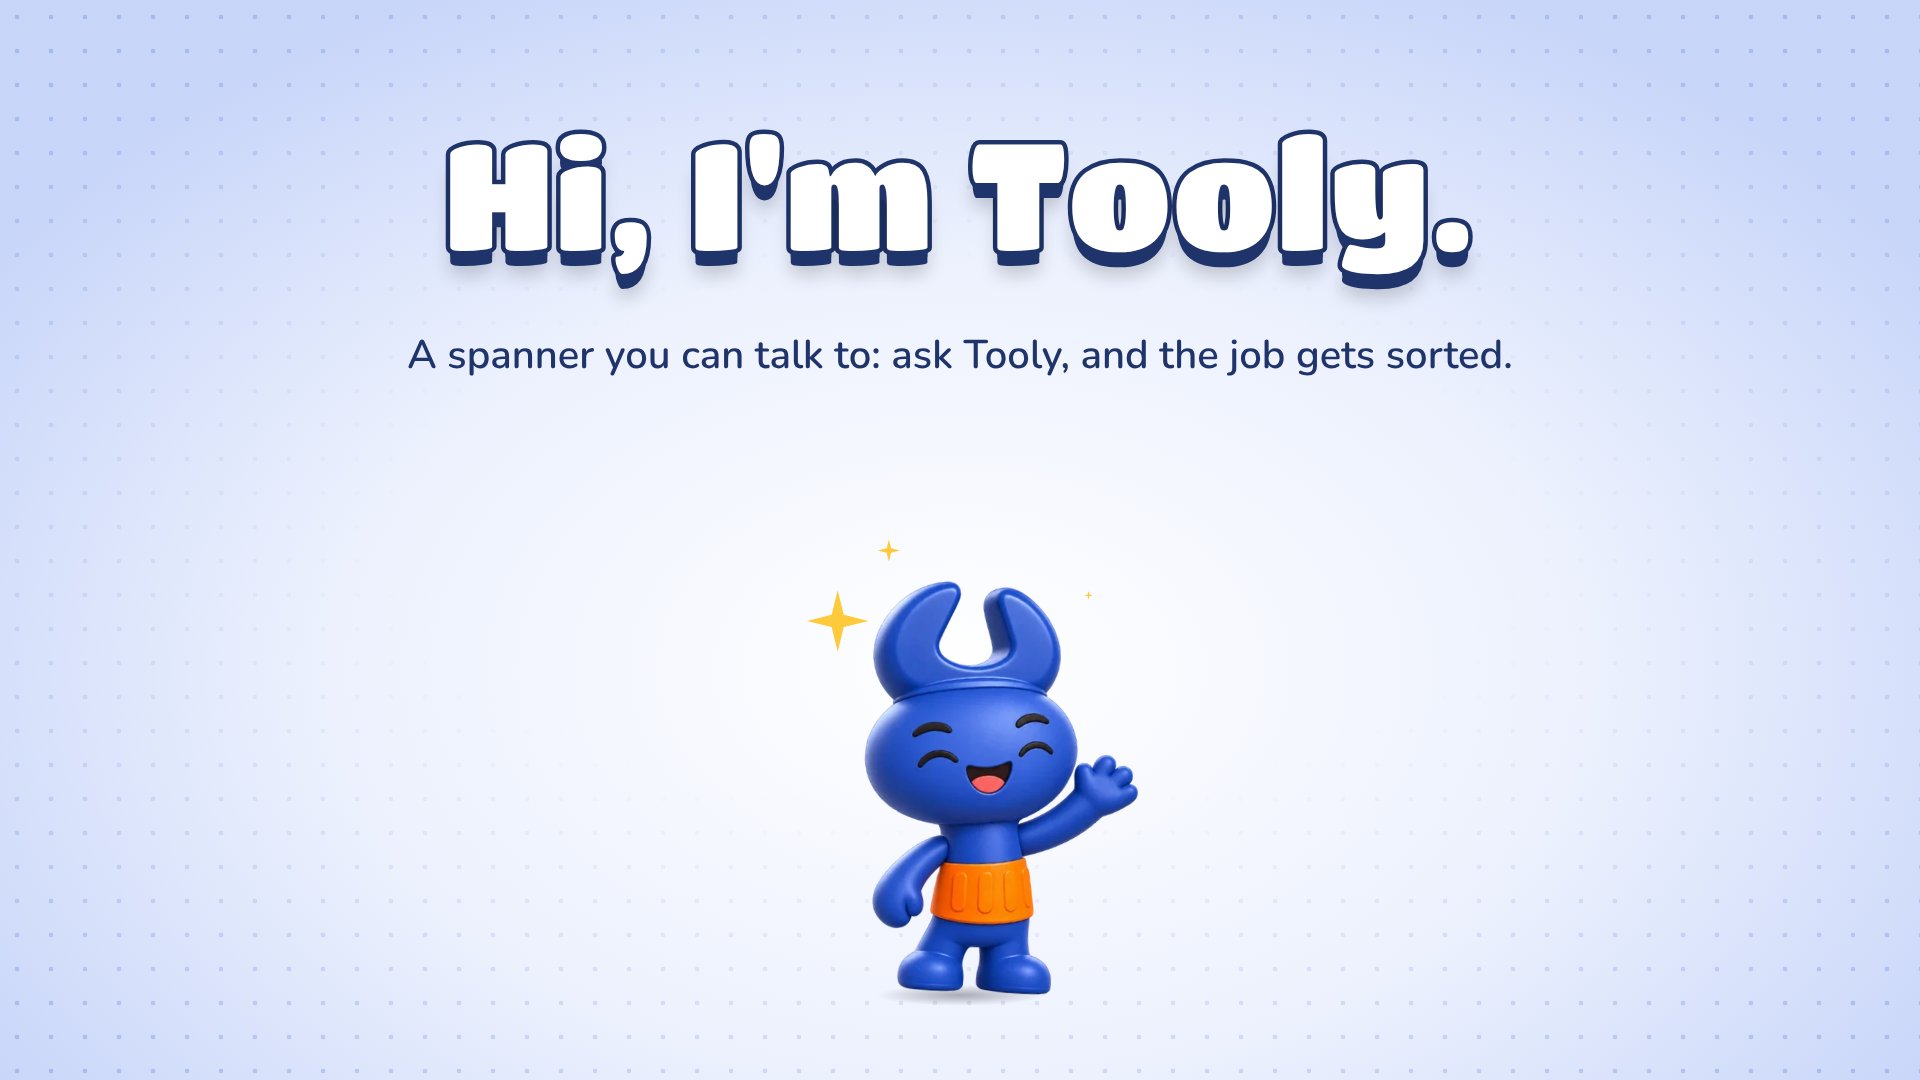 Hi, I'm Tooly.
A spanner you can talk to: ask Tooly, and the job gets sorted.